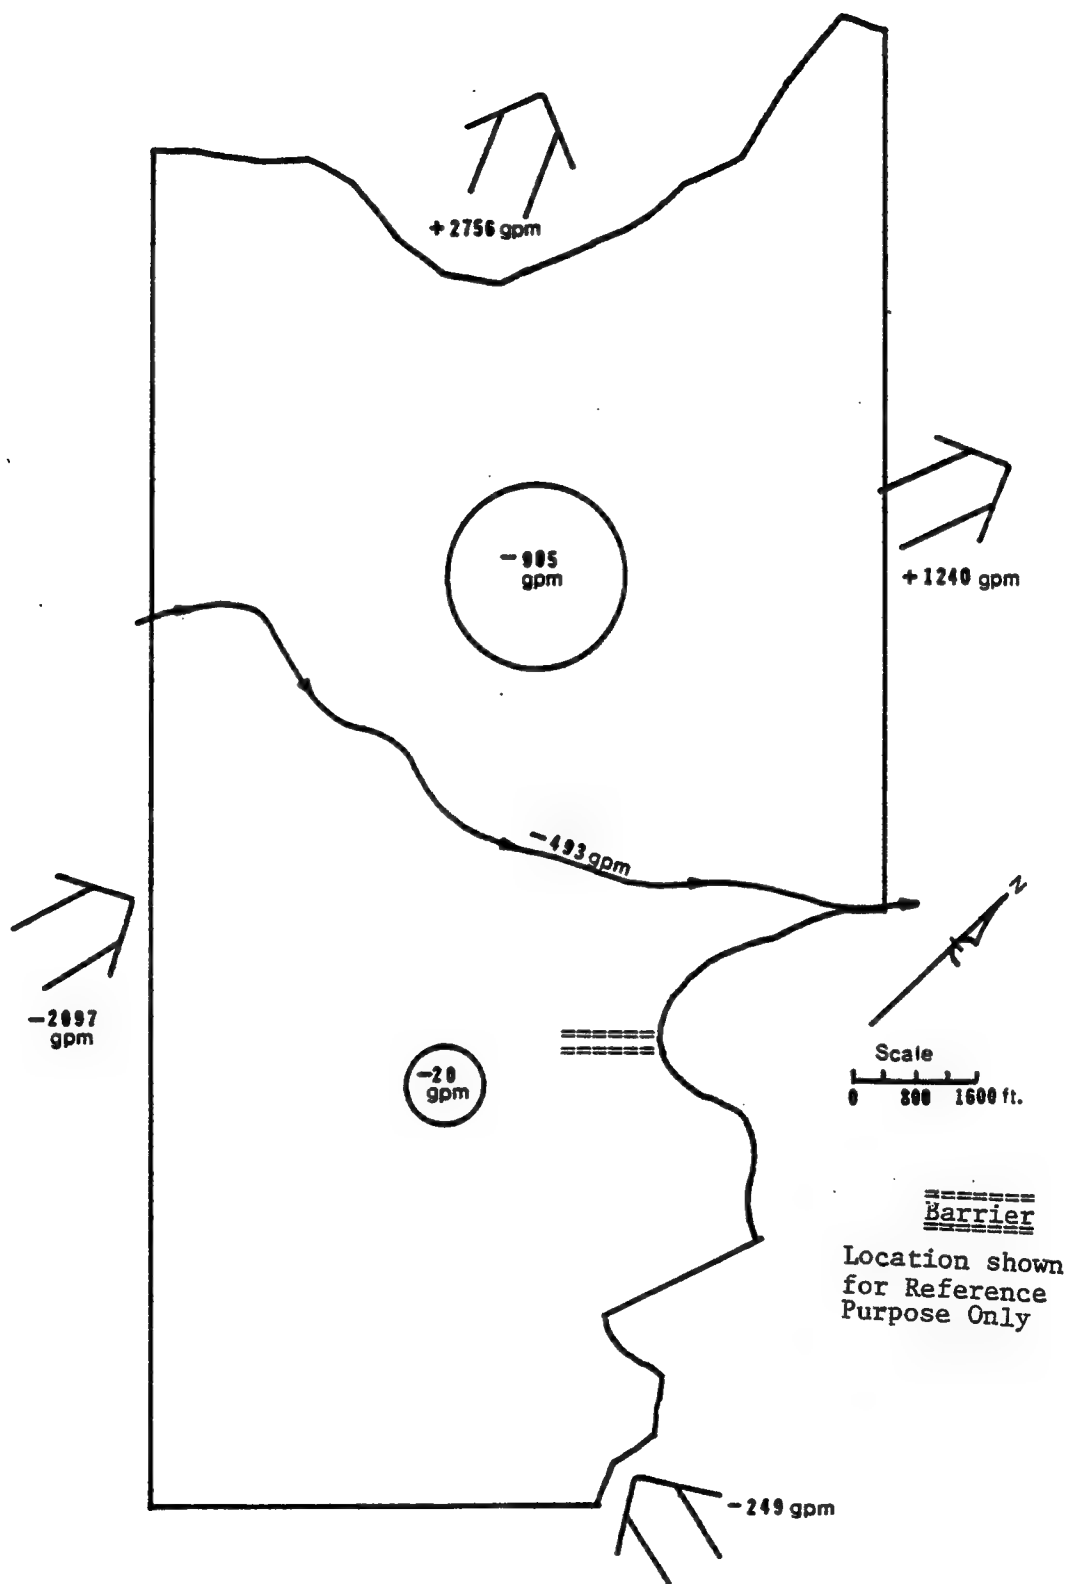 +2756 gpm
-905
gpm
+1240 gpm
-493 gpm
N
-2097
gpm
-20
gpm
Scale
0 800 1600 ft.
Barrier
Location shown
for Reference
Purpose Only
-249 gpm